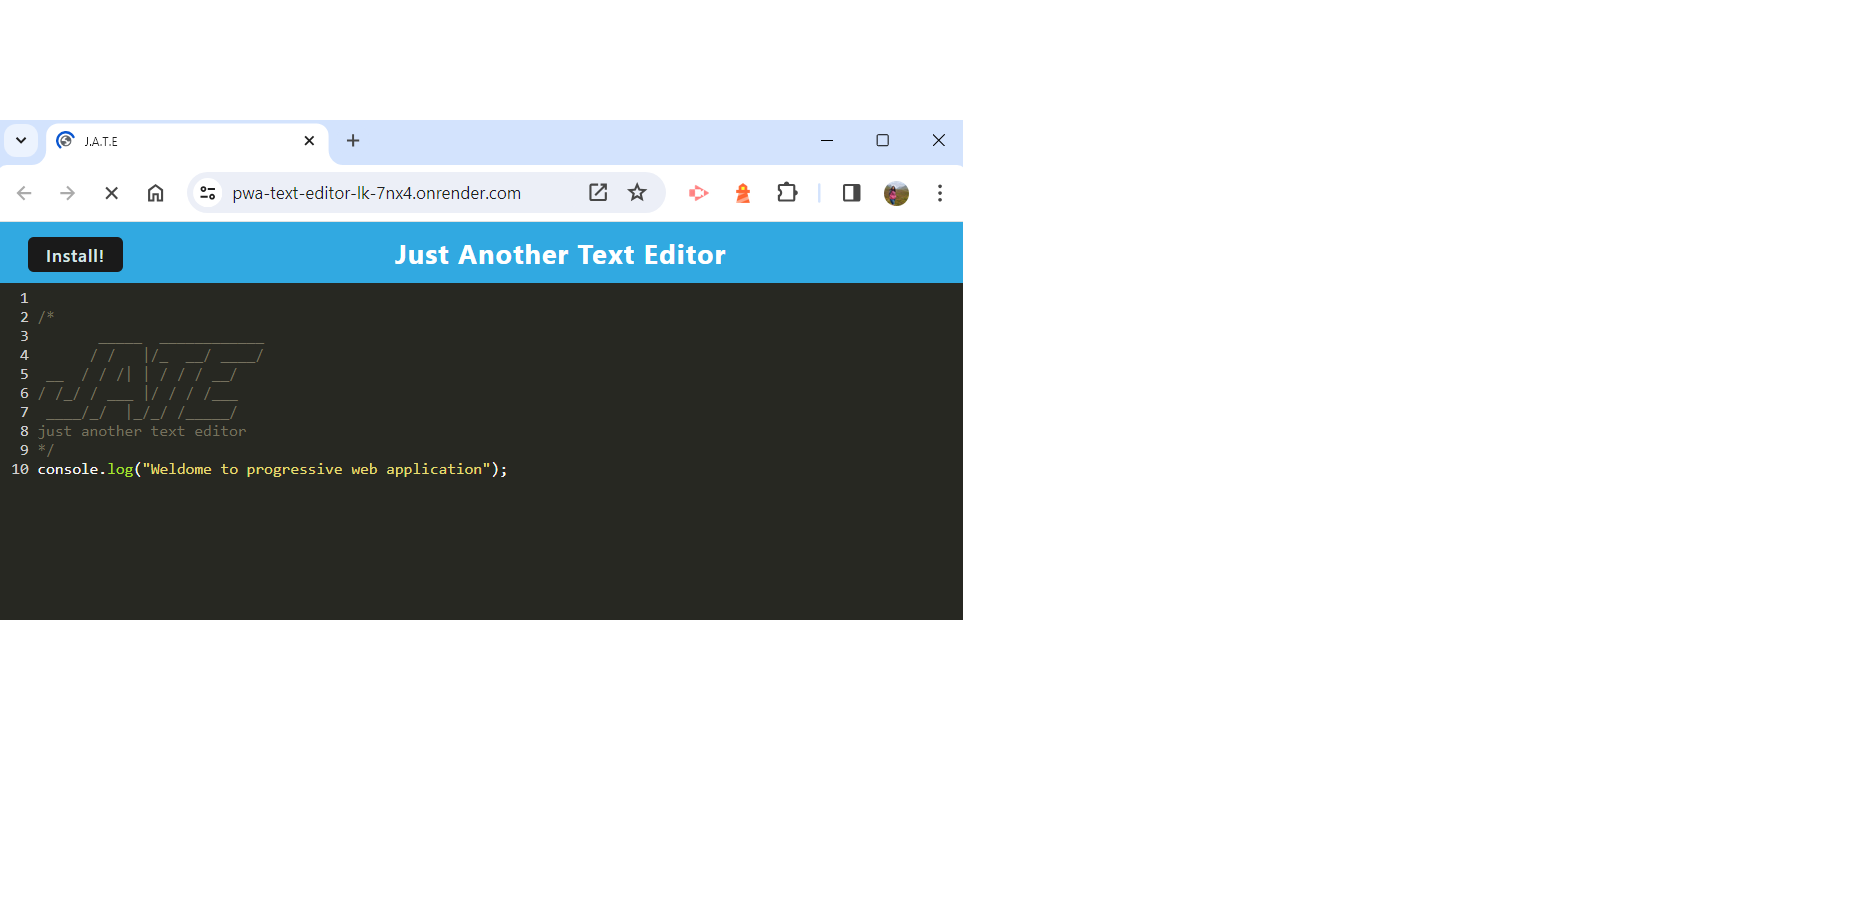 J.A.T.E
pwa-text-editor-lk-7nx4.onrender.com
Install!
Just Another Text Editor
1
2 /*
3        _____  ____________
4       / /   |/_  __/ ____/
5  __  / / /| | / / / __/
6 / /_/ / ___ |/ / / /___
7  ____/_/  |_/_/ /_____/
8 just another text editor
9 */
10 console.log("Weldome to progressive web application");